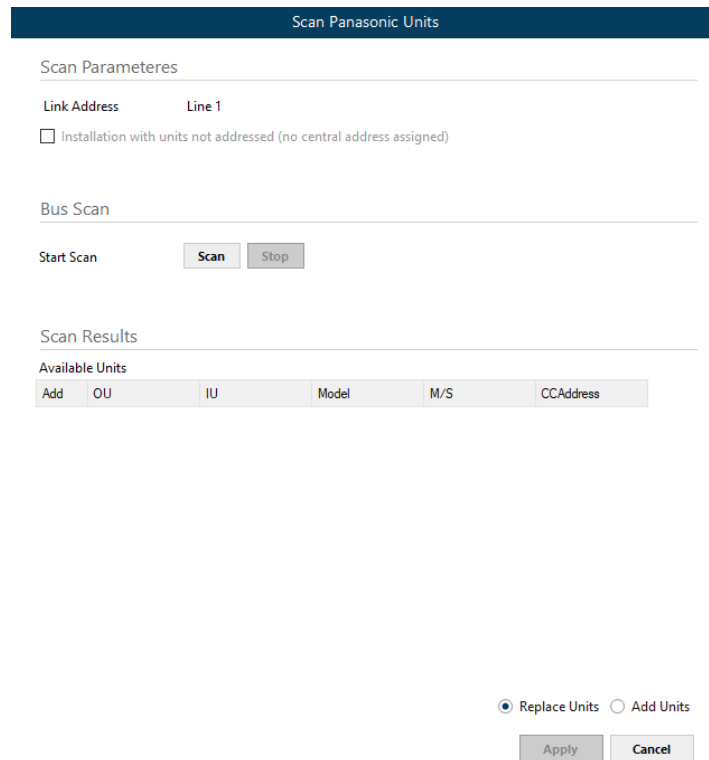 Scan Panasonic Units
Scan Parameteres
Link Address Line 1
Installation with units not addressed (no central address assigned)
Bus Scan
Start Scan Scan Stop
Scan Results
Available Units
Add OU IU Model M/S CCAddress
Replace Units Add Units
Apply Cancel